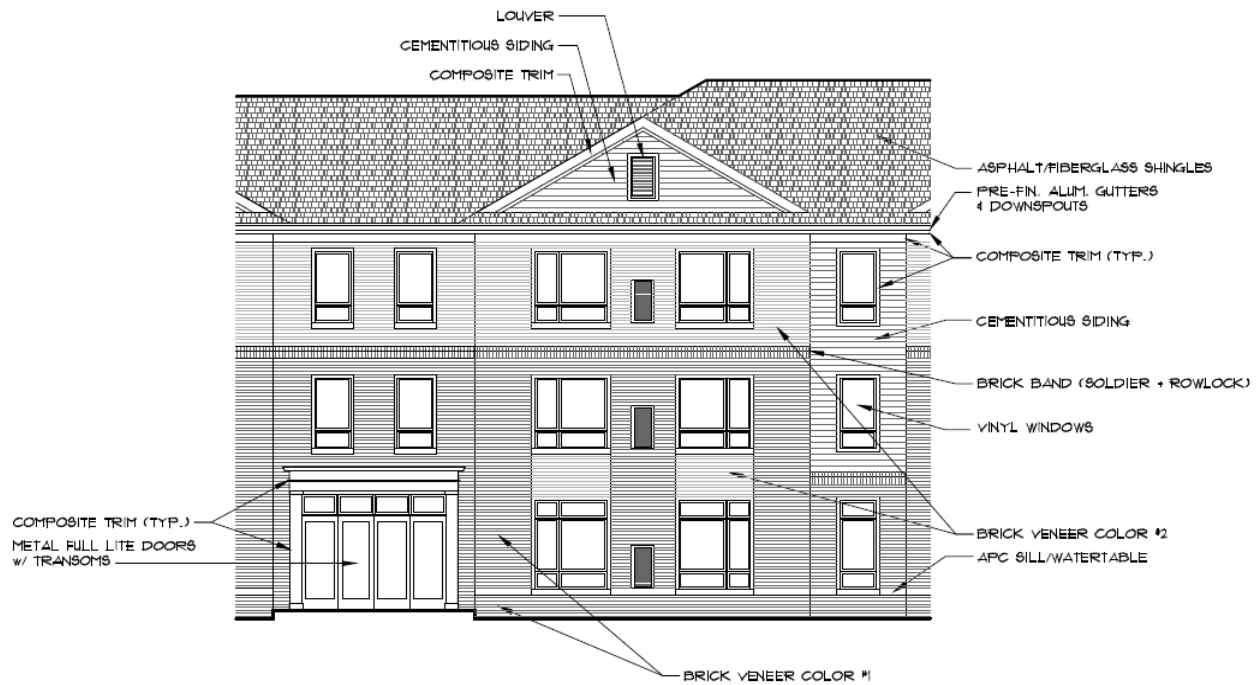 LOUVER
CEMENTITIOUS SIDING
COMPOSITE TRIM
ASPHALT/FIBERGLASS SHINGLES
PRE-FIN. ALUM. GUTTERS
& DOWNSPOUTS
COMPOSITE TRIM (TYP.)
CEMENTITIOUS SIDING
BRICK BAND (SOLDIER + ROWLOCK)
VINYL WINDOWS
COMPOSITE TRIM (TYP.)
METAL FULL LITE DOORS
w/ TRANSOMS
BRICK VENEER COLOR #2
APC SILL/WATERTABLE
BRICK VENEER COLOR #1